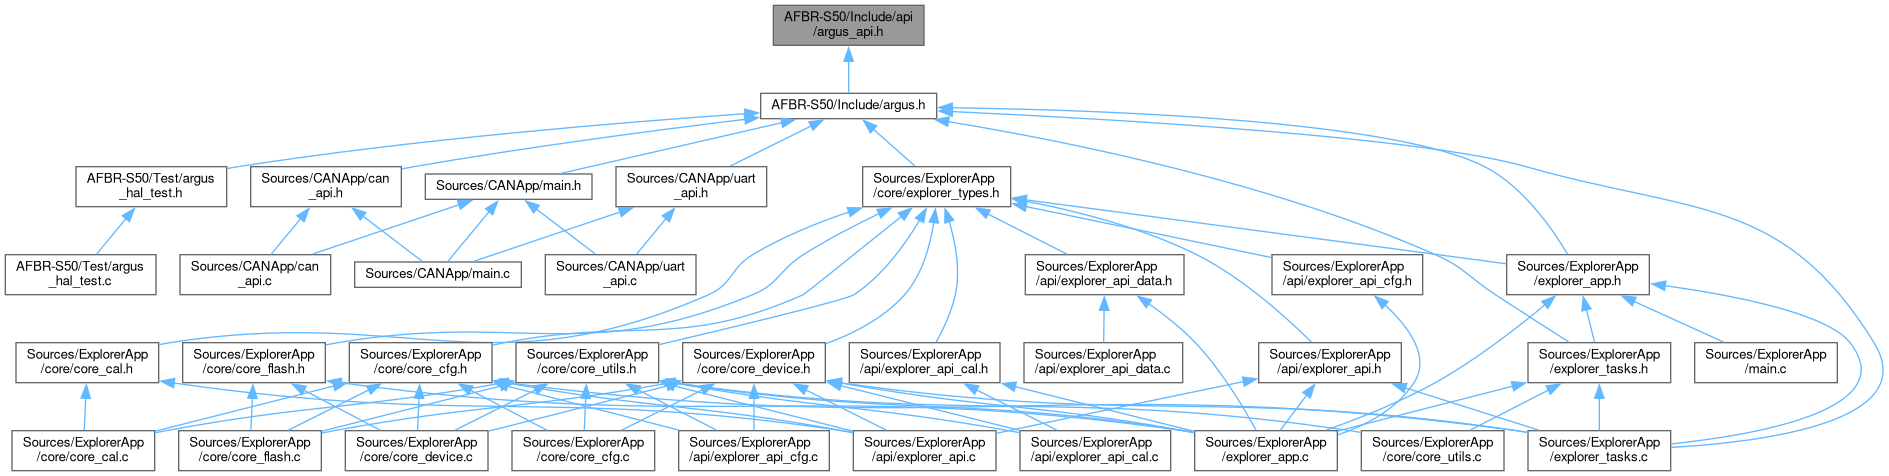 AFBR-S50/Include/api
/argus_api.h
AFBR-S50/Include/argus.h
AFBR-S50/Test/argus
_hal_test.h
Sources/CANApp/can
_api.h
Sources/CANApp/main.h
Sources/CANApp/uart
_api.h
Sources/ExplorerApp
/core/explorer_types.h
AFBR-S50/Test/argus
_hal_test.c
Sources/CANApp/can
_api.c
Sources/CANApp/main.c
Sources/CANApp/uart
_api.c
Sources/ExplorerApp
/api/explorer_api_data.h
Sources/ExplorerApp
/api/explorer_api_cfg.h
Sources/ExplorerApp
/explorer_app.h
Sources/ExplorerApp
/core/core_cal.h
Sources/ExplorerApp
/core/core_flash.h
Sources/ExplorerApp
/core/core_cfg.h
Sources/ExplorerApp
/core/core_utils.h
Sources/ExplorerApp
/core/core_device.h
Sources/ExplorerApp
/api/explorer_api_cal.h
Sources/ExplorerApp
/api/explorer_api_data.c
Sources/ExplorerApp
/api/explorer_api.h
Sources/ExplorerApp
/explorer_tasks.h
Sources/ExplorerApp
/main.c
Sources/ExplorerApp
/core/core_cal.c
Sources/ExplorerApp
/core/core_flash.c
Sources/ExplorerApp
/core/core_device.c
Sources/ExplorerApp
/core/core_cfg.c
Sources/ExplorerApp
/api/explorer_api_cfg.c
Sources/ExplorerApp
/api/explorer_api.c
Sources/ExplorerApp
/api/explorer_api_cal.c
Sources/ExplorerApp
/explorer_app.c
Sources/ExplorerApp
/core/core_utils.c
Sources/ExplorerApp
/explorer_tasks.c